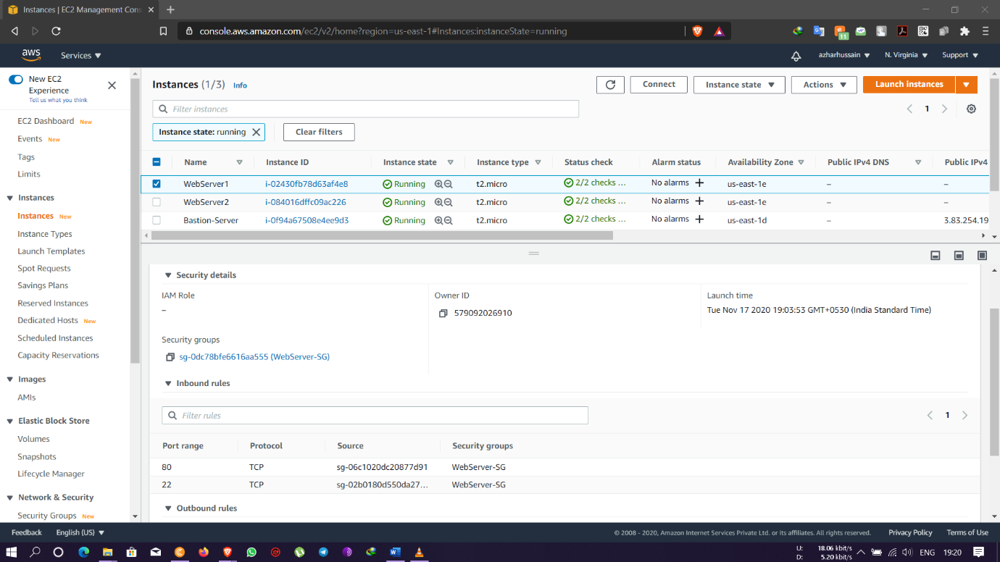 Instances | EC2 Management Con
console.aws.amazon.com/ec2/v2/home?region=us-east-1#Instances:instanceState=running
11
aws
Services
azharhussain
N. Virginia
Support
New EC2
Experience
Tell us what you think
EC2 Dashboard New
Events New
Tags
Limits
Instances
Instances New
Instance Types
Launch Templates
Spot Requests
Savings Plans
Reserved Instances
Dedicated Hosts New
Scheduled Instances
Capacity Reservations
Images
AMIs
Elastic Block Store
Volumes
Snapshots
Lifecycle Manager
Network & Security
Security Groups New
Instances (1/3) Info
Connect
Instance state
Actions
Launch instances
Filter instances
1
Instance state: running
Clear filters
Name Instance ID Instance state Instance type Status check Alarm status Availability Zone Public IPv4 DNS Public IPv4
WebServer1 i-02430fb78d63af4e8 Running t2.micro 2/2 checks ... No alarms + us-east-1e – –
WebServer2 i-084016dffc09ac226 Running t2.micro 2/2 checks ... No alarms + us-east-1e – –
Bastion-Server i-0f94a67508e4ee9d3 Running t2.micro 2/2 checks ... No alarms + us-east-1d – 3.83.254.19
Security details
IAM Role
–
Owner ID
579092026910
Launch time
Tue Nov 17 2020 19:03:53 GMT+0530 (India Standard Time)
Security groups
sg-0dc78bfe6616aa555 (WebServer-SG)
Inbound rules
Filter rules
1
Port range Protocol Source Security groups
80 TCP sg-06c1020dc20877d91 WebServer-SG
22 TCP sg-02b0180d550da27... WebServer-SG
Outbound rules
Feedback
English (US)
© 2008 - 2020, Amazon Internet Services Private Ltd. or its affiliates. All rights reserved.
Privacy Policy
Terms of Use
U: 18.06 kbit/s
D: 5.20 kbit/s
ENG
19:20